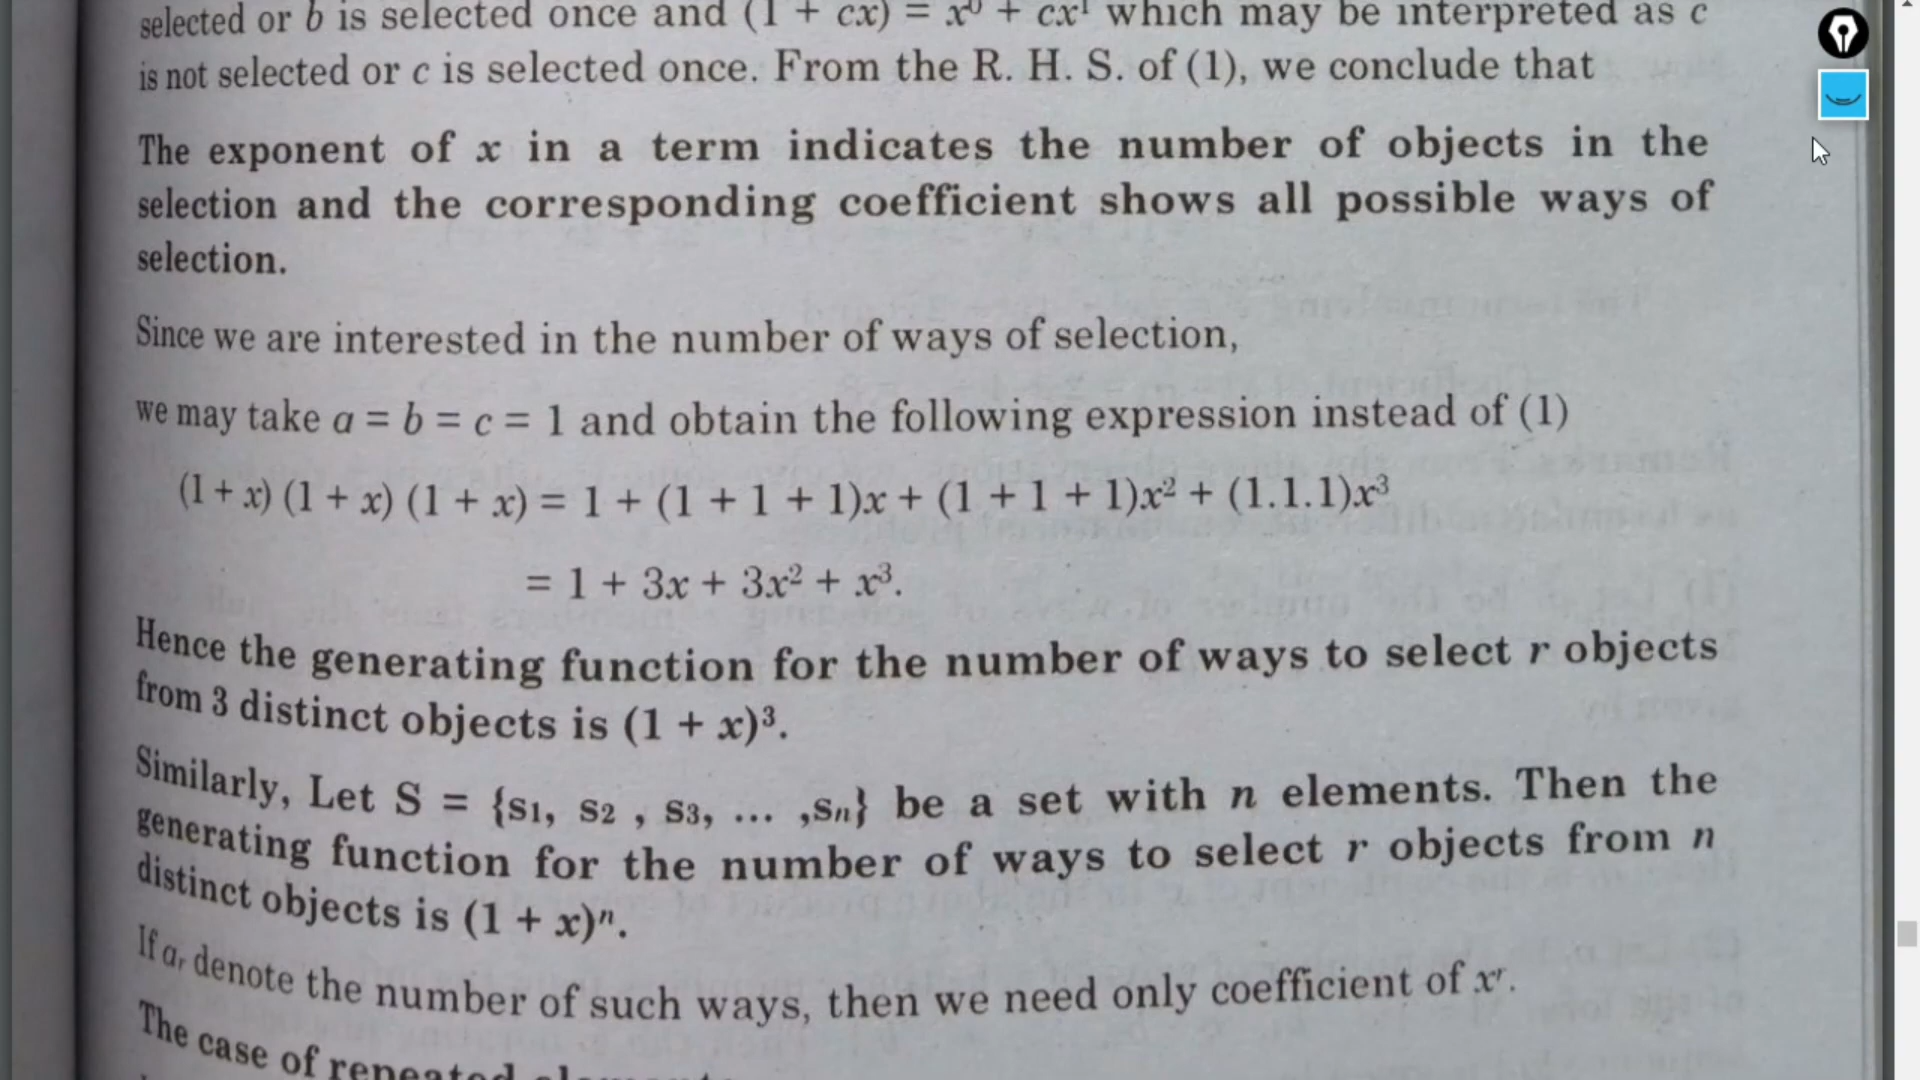 selected or b is selected once and (1 + cx) = x⁰ + cx¹ which may be interpreted as c
is not selected or c is selected once. From the R. H. S. of (1), we conclude that
The exponent of x in a term indicates the number of objects in the
selection and the corresponding coefficient shows all possible ways of
selection.
Since we are interested in the number of ways of selection,
we may take a = b = c = 1 and obtain the following expression instead of (1)
(1 + x) (1 + x) (1 + x) = 1 + (1 + 1 + 1)x + (1 + 1 + 1)x² + (1.1.1)x³
= 1 + 3x + 3x² + x³.
Hence the generating function for the number of ways to select r objects
from 3 distinct objects is (1 + x)³.
Similarly, Let S = {s1, s2 , s3, ... ,sn} be a set with n elements. Then the
generating function for the number of ways to select r objects from n
distinct objects is (1 + x)ⁿ.
If aᵣ denote the number of such ways, then we need only coefficient of xʳ.
The case of repeated